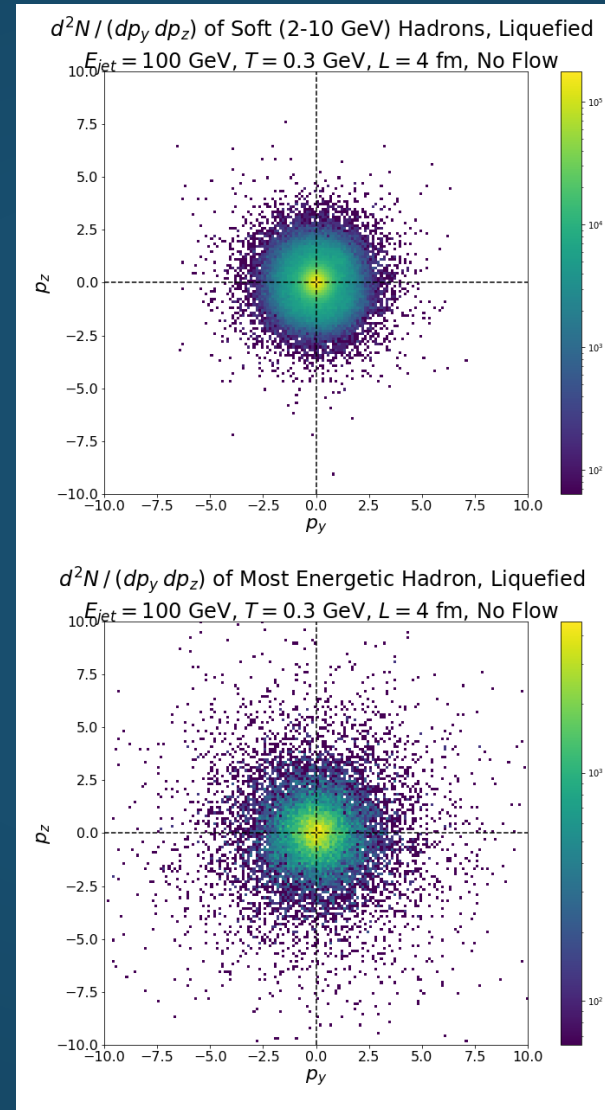 d²N / (dp_y dp_z) of Soft (2-10 GeV) Hadrons, Liquefied
E_jet = 100 GeV, T = 0.3 GeV, L = 4 fm, No Flow
10.0
7.5
5.0
2.5
0.0
−2.5
−5.0
−7.5
−10.0
p_z
−10.0 −7.5 −5.0 −2.5 0.0 2.5 5.0 7.5 10.0
p_y
10⁵
10⁴
10³
10²
d²N / (dp_y dp_z) of Most Energetic Hadron, Liquefied
E_jet = 100 GeV, T = 0.3 GeV, L = 4 fm, No Flow
10.0
7.5
5.0
2.5
0.0
−2.5
−5.0
−7.5
−10.0
p_z
−10.0 −7.5 −5.0 −2.5 0.0 2.5 5.0 7.5 10.0
p_y
10³
10²